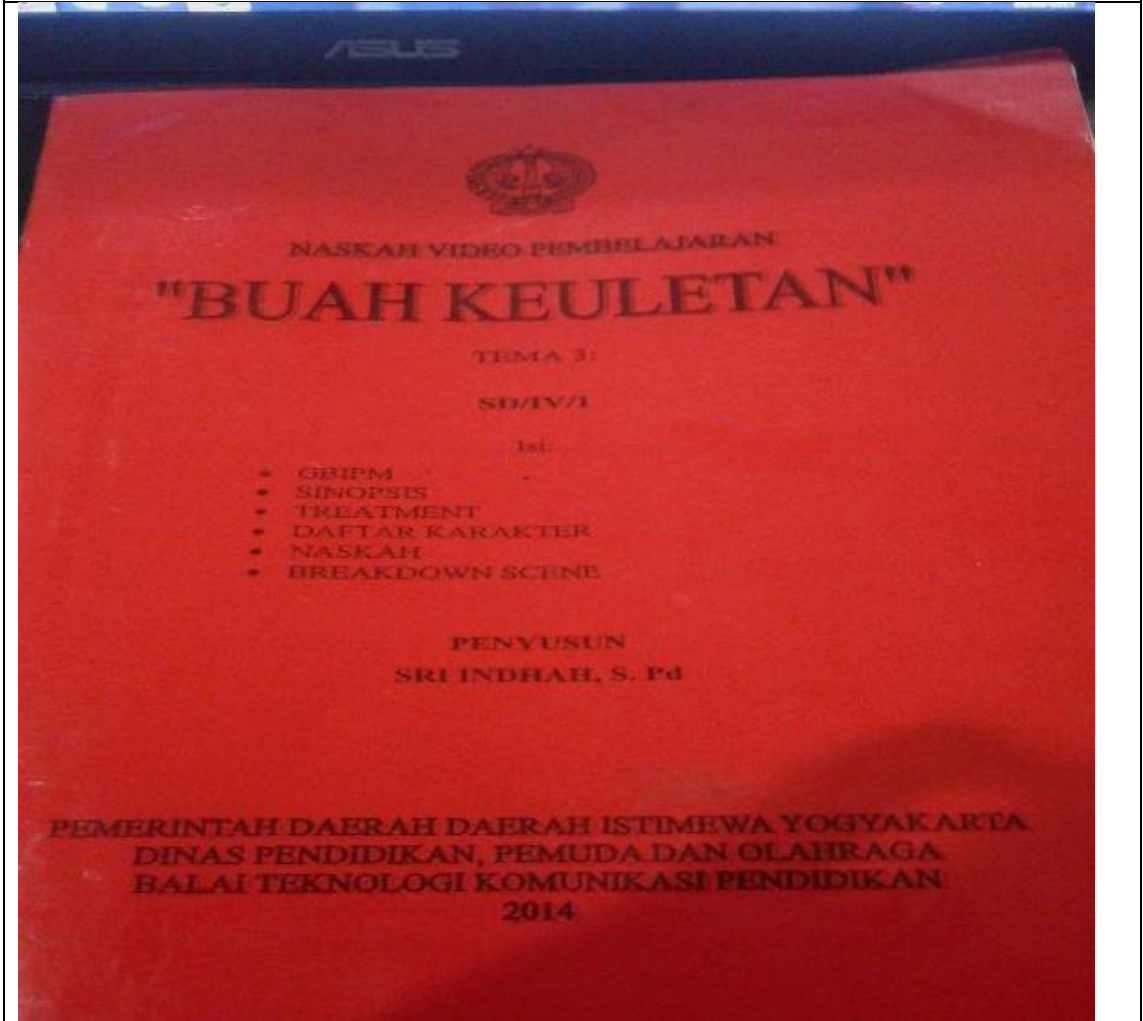 ASUS
NASKAH VIDEO PEMBELAJARAN
"BUAH KEULETAN"
TEMA 3:
SD/IV/1
Isi:
• GBIPM
• SINOPSIS
• TREATMENT
• DAFTAR KARAKTER
• NASKAH
• BREAKDOWN SCENE
PENYUSUN
SRI INDHAH, S. Pd
PEMERINTAH DAERAH DAERAH ISTIMEWA YOGYAKARTA
DINAS PENDIDIKAN, PEMUDA DAN OLAHRAGA
BALAI TEKNOLOGI KOMUNIKASI PENDIDIKAN
2014